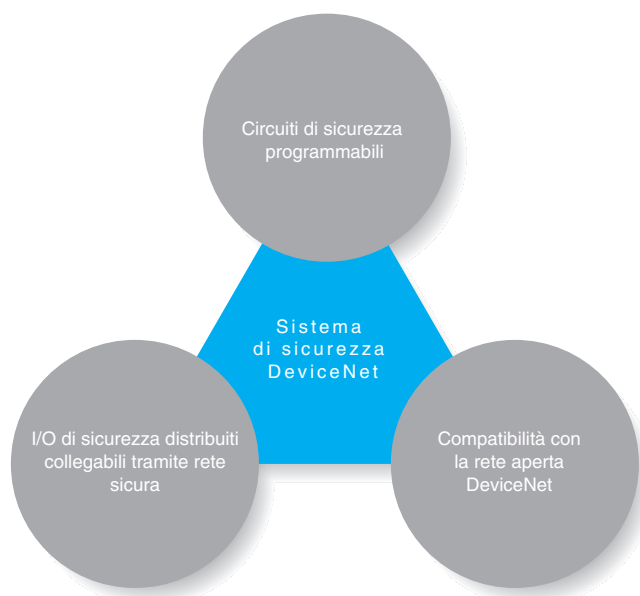 Circuiti di sicurezza
programmabili
Sistema
di sicurezza
DeviceNet
I/O di sicurezza distribuiti
collegabili tramite rete
sicura
Compatibilità con
la rete aperta
DeviceNet